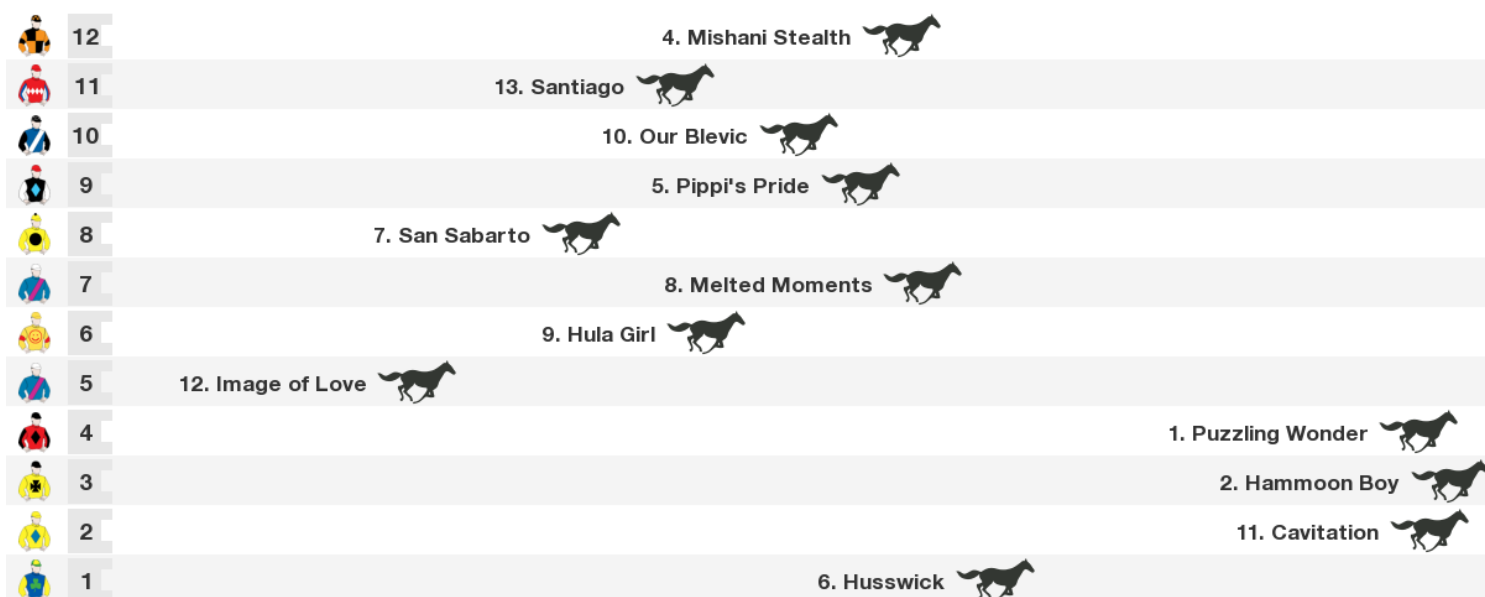 12 4. Mishani Stealth
11 13. Santiago
10 10. Our Blevic
9 5. Pippi's Pride
8 7. San Sabarto
7 8. Melted Moments
6 9. Hula Girl
5 12. Image of Love
4 1. Puzzling Wonder
3 2. Hammoon Boy
2 11. Cavitation
1 6. Husswick